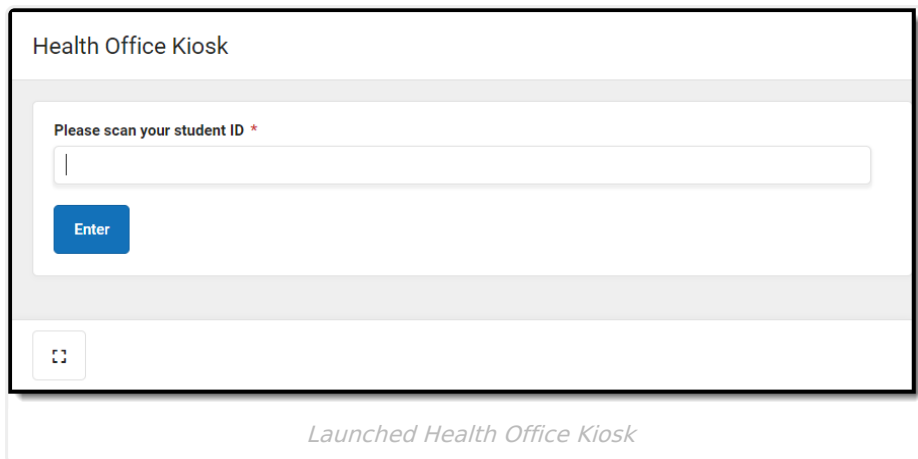 Health Office Kiosk
Please scan your student ID *
Enter
Launched Health Office Kiosk